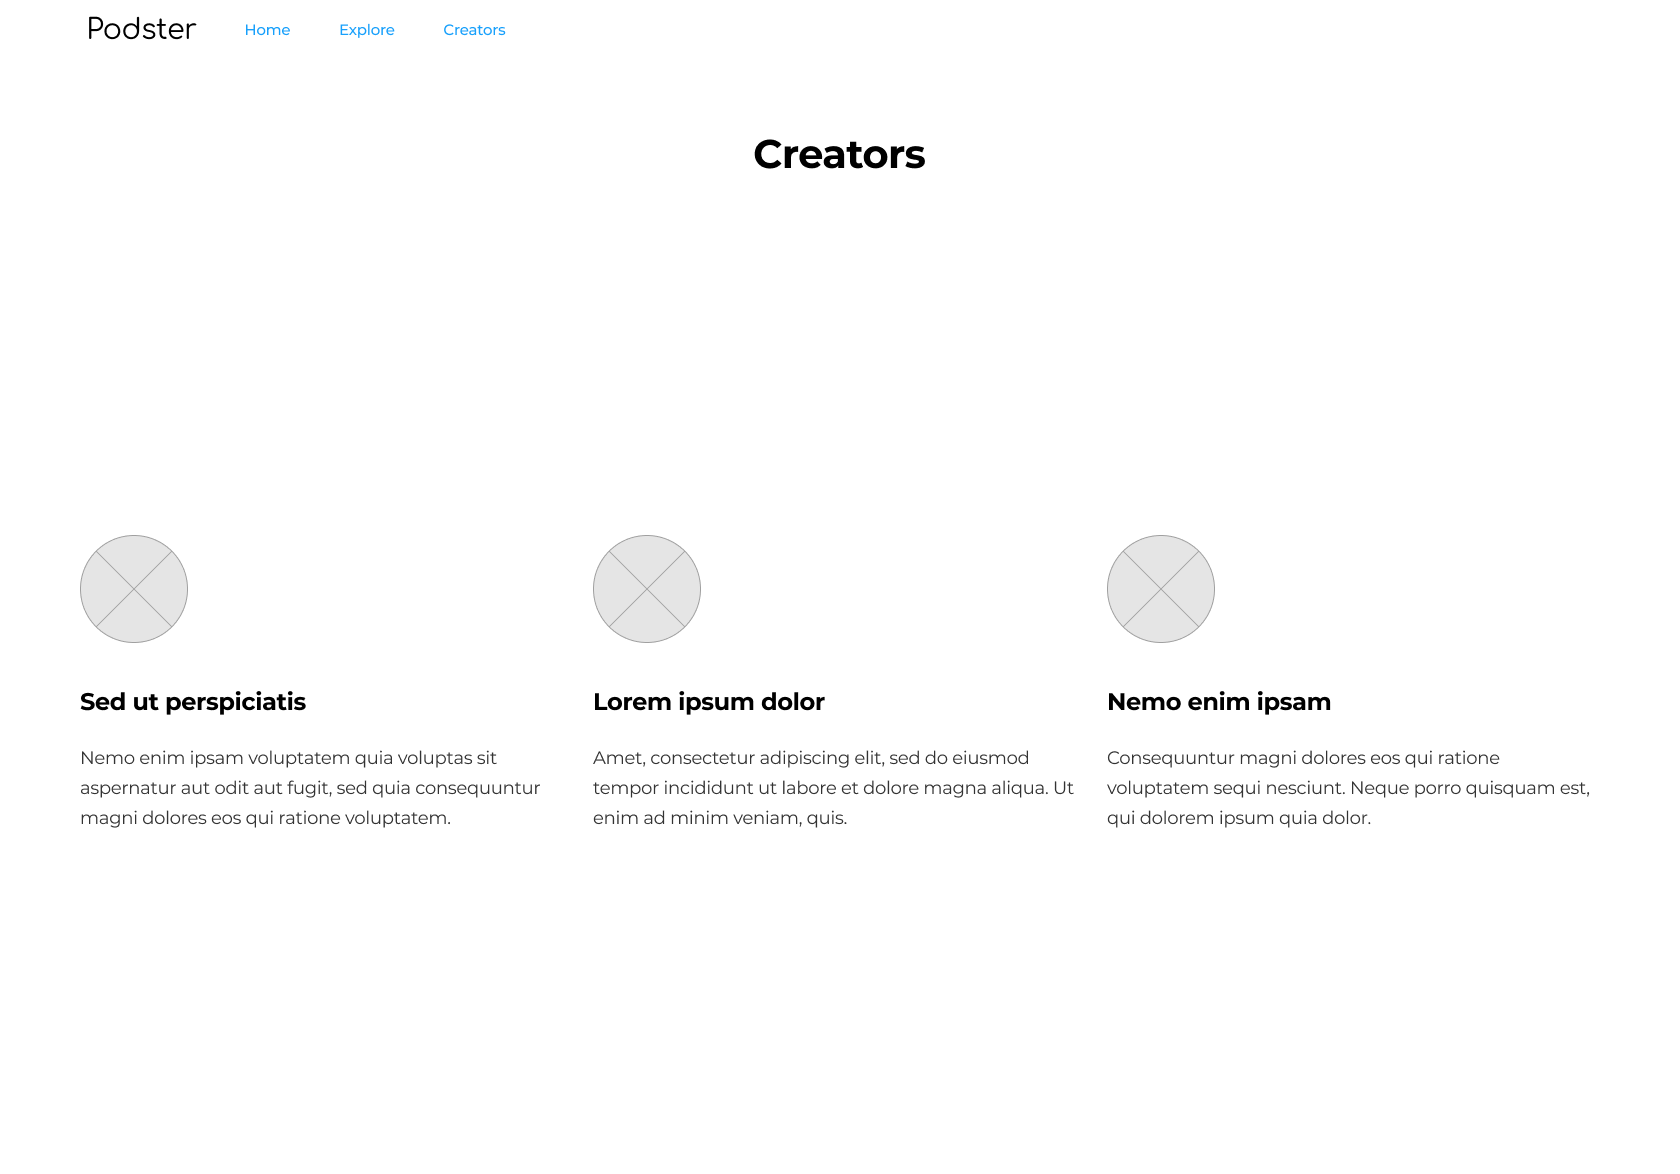 Podster Home Explore Creators
Creators
Sed ut perspiciatis
Nemo enim ipsam voluptatem quia voluptas sit
aspernatur aut odit aut fugit, sed quia consequuntur
magni dolores eos qui ratione voluptatem.
Lorem ipsum dolor
Amet, consectetur adipiscing elit, sed do eiusmod
tempor incididunt ut labore et dolore magna aliqua. Ut
enim ad minim veniam, quis.
Nemo enim ipsam
Consequuntur magni dolores eos qui ratione
voluptatem sequi nesciunt. Neque porro quisquam est,
qui dolorem ipsum quia dolor.